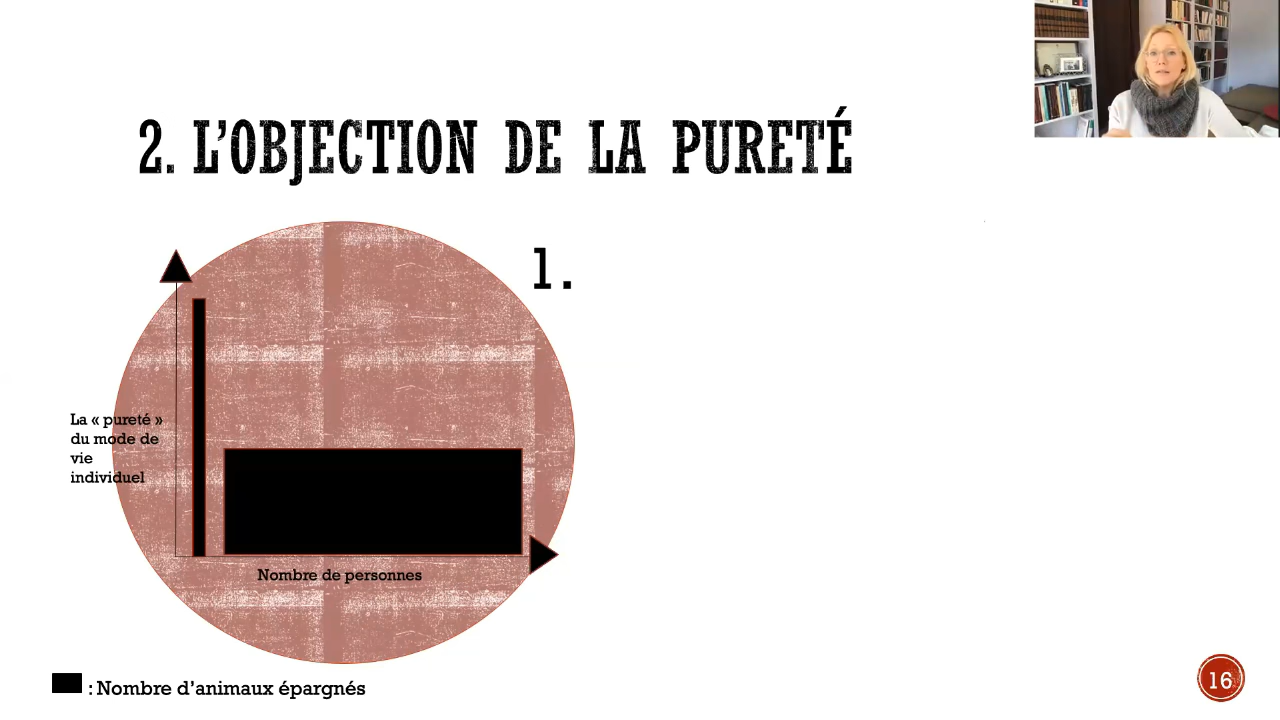 2. L’OBJECTION DE LA PURETÉ
1.
La « pureté »
du mode de
vie
individuel
Nombre de personnes
: Nombre d’animaux épargnés
16